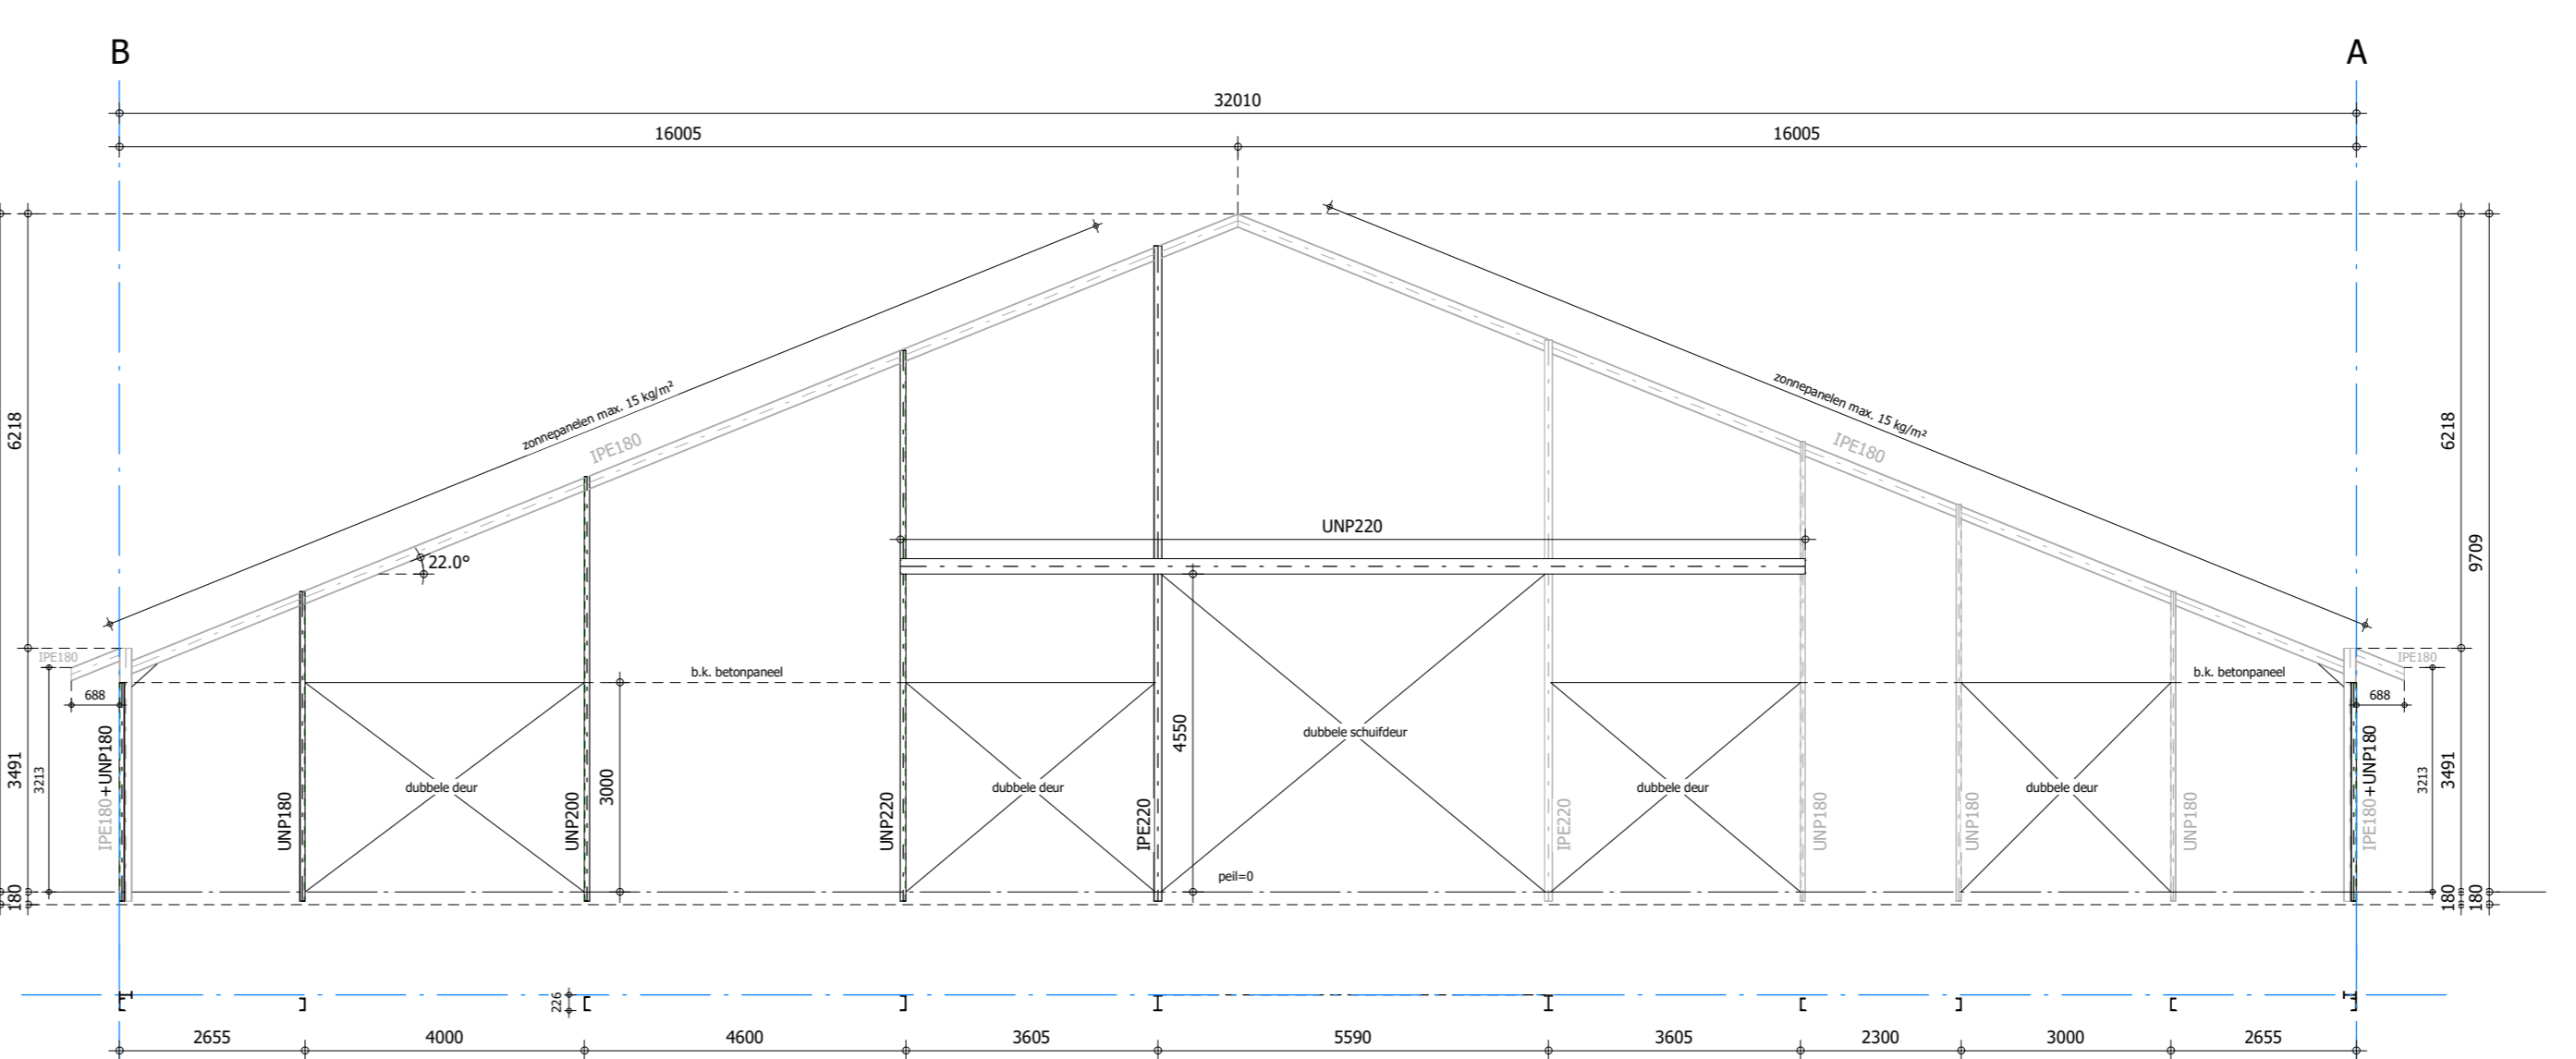 B
A
32010
16005
16005
zonnepanelen max. 15 kg/m²
zonnepanelen max. 15 kg/m²
IPE180
IPE180
6218
6218
UNP220
9709
22.0°
IPE180
IPE180
b.k. betonpaneel
b.k. betonpaneel
688
688
4550
dubbele schuifdeur
3491
3213
IPE180+UNP180
UNP180
dubbele deur
UNP200
3000
UNP220
dubbele deur
IPE220
IPE220
dubbele deur
UNP180
UNP180
dubbele deur
UNP180
IPE180+UNP180
3213
3491
peil=0
180
180
180
226
2655
4000
4600
3605
5590
3605
2300
3000
2655